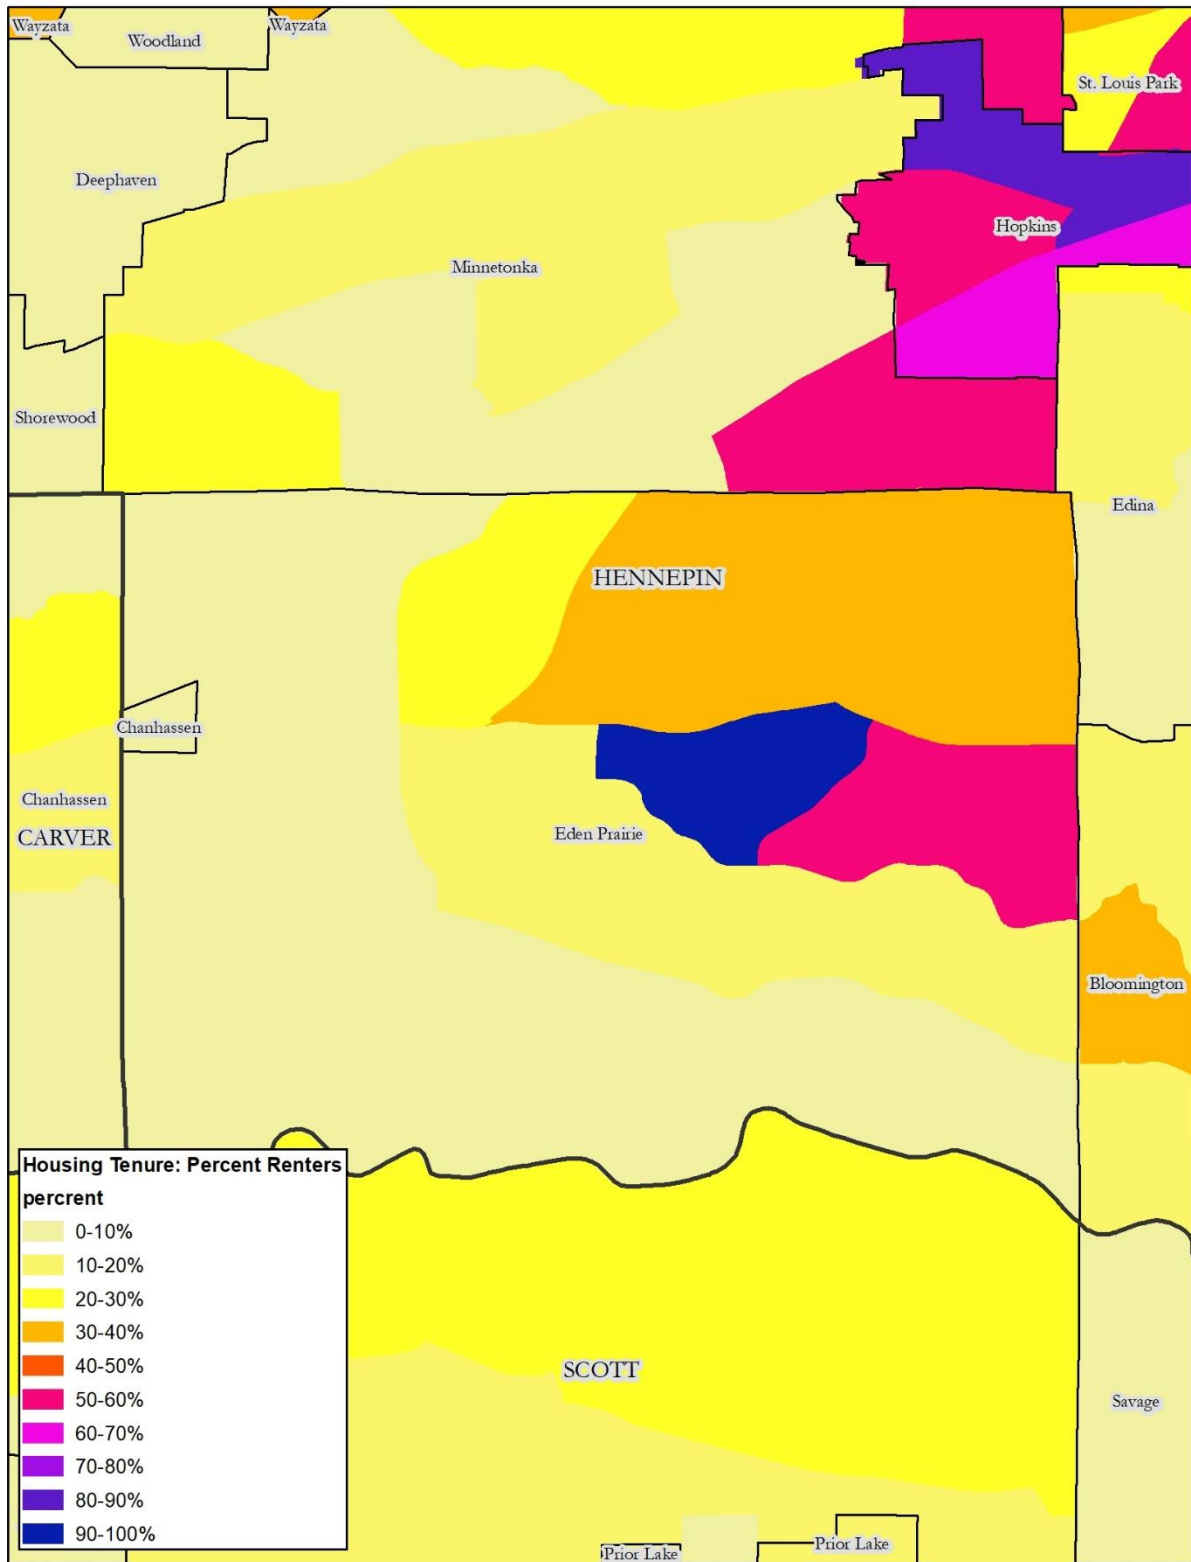 Wayzata
Wayzata
Woodland
St. Louis Park
Deephaven
Hopkins
Minnetonka
Shorewood
Edina
HENNEPIN
Chanhassen
Chanhassen
Eden Prairie
CARVER
Bloomington
Housing Tenure: Percent Renters
percrent
0-10%
10-20%
20-30%
30-40%
40-50%
50-60%
60-70%
70-80%
80-90%
90-100%
SCOTT
Savage
Prior Lake
Prior Lake